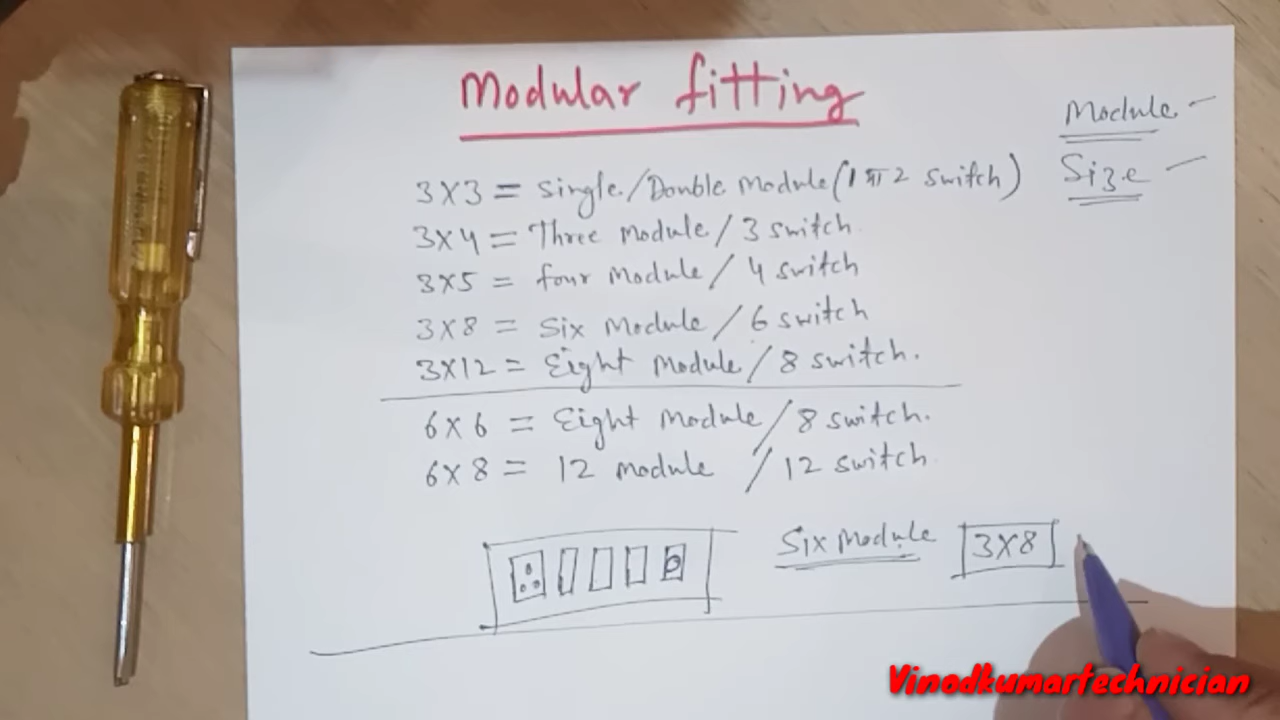 Modular fitting
Module -
Size -
3X3 = Single/Double Module (1 या 2 switch)
3X4 = Three module / 3 switch
3X5 = four module / 4 switch
3X8 = Six Module / 6 switch
3X12 = Eight Module / 8 switch.
6X6 = Eight Module / 8 switch.
6X8 = 12 module / 12 switch
Six Module 3X8
Vinodkumartechnician